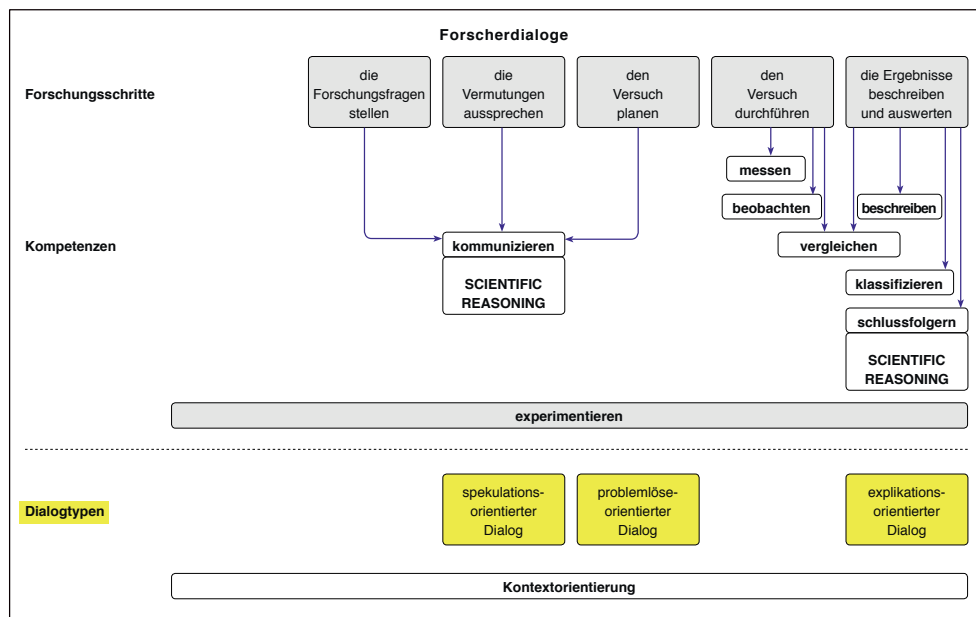 Forscherdialoge
Forschungsschritte
die
Forschungsfragen
stellen
die
Vermutungen
aussprechen
den
Versuch
planen
den
Versuch
durchführen
die Ergebnisse
beschreiben
und auswerten
messen
beobachten
beschreiben
Kompetenzen
kommunizieren
vergleichen
SCIENTIFIC
REASONING
klassifizieren
schlussfolgern
SCIENTIFIC
REASONING
experimentieren
Dialogtypen
spekulations-
orientierter
Dialog
problemlöse-
orientierter
Dialog
explikations-
orientierter
Dialog
Kontextorientierung